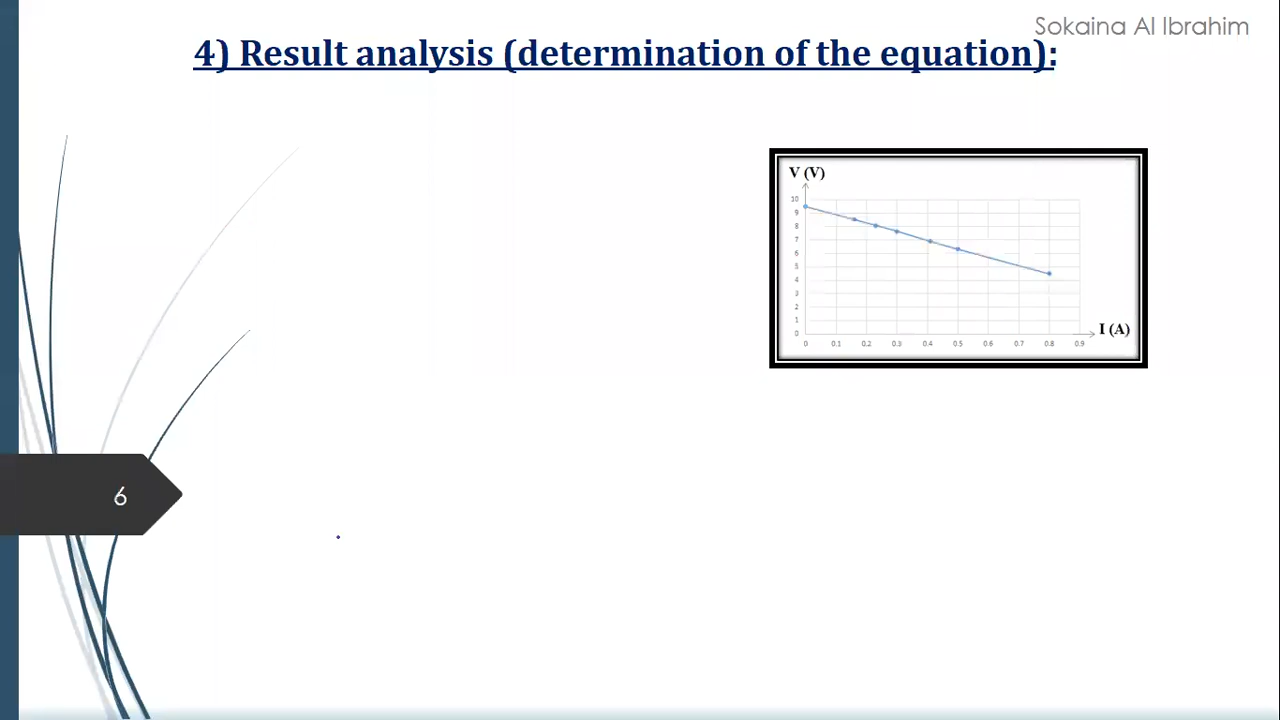 Sokaina Al Ibrahim
4) Result analysis (determination of the equation):
V (V)
10
9
8
7
6
5
4
3
2
1
0
0 0.1 0.2 0.3 0.4 0.5 0.6 0.7 0.8 0.9
I (A)
6